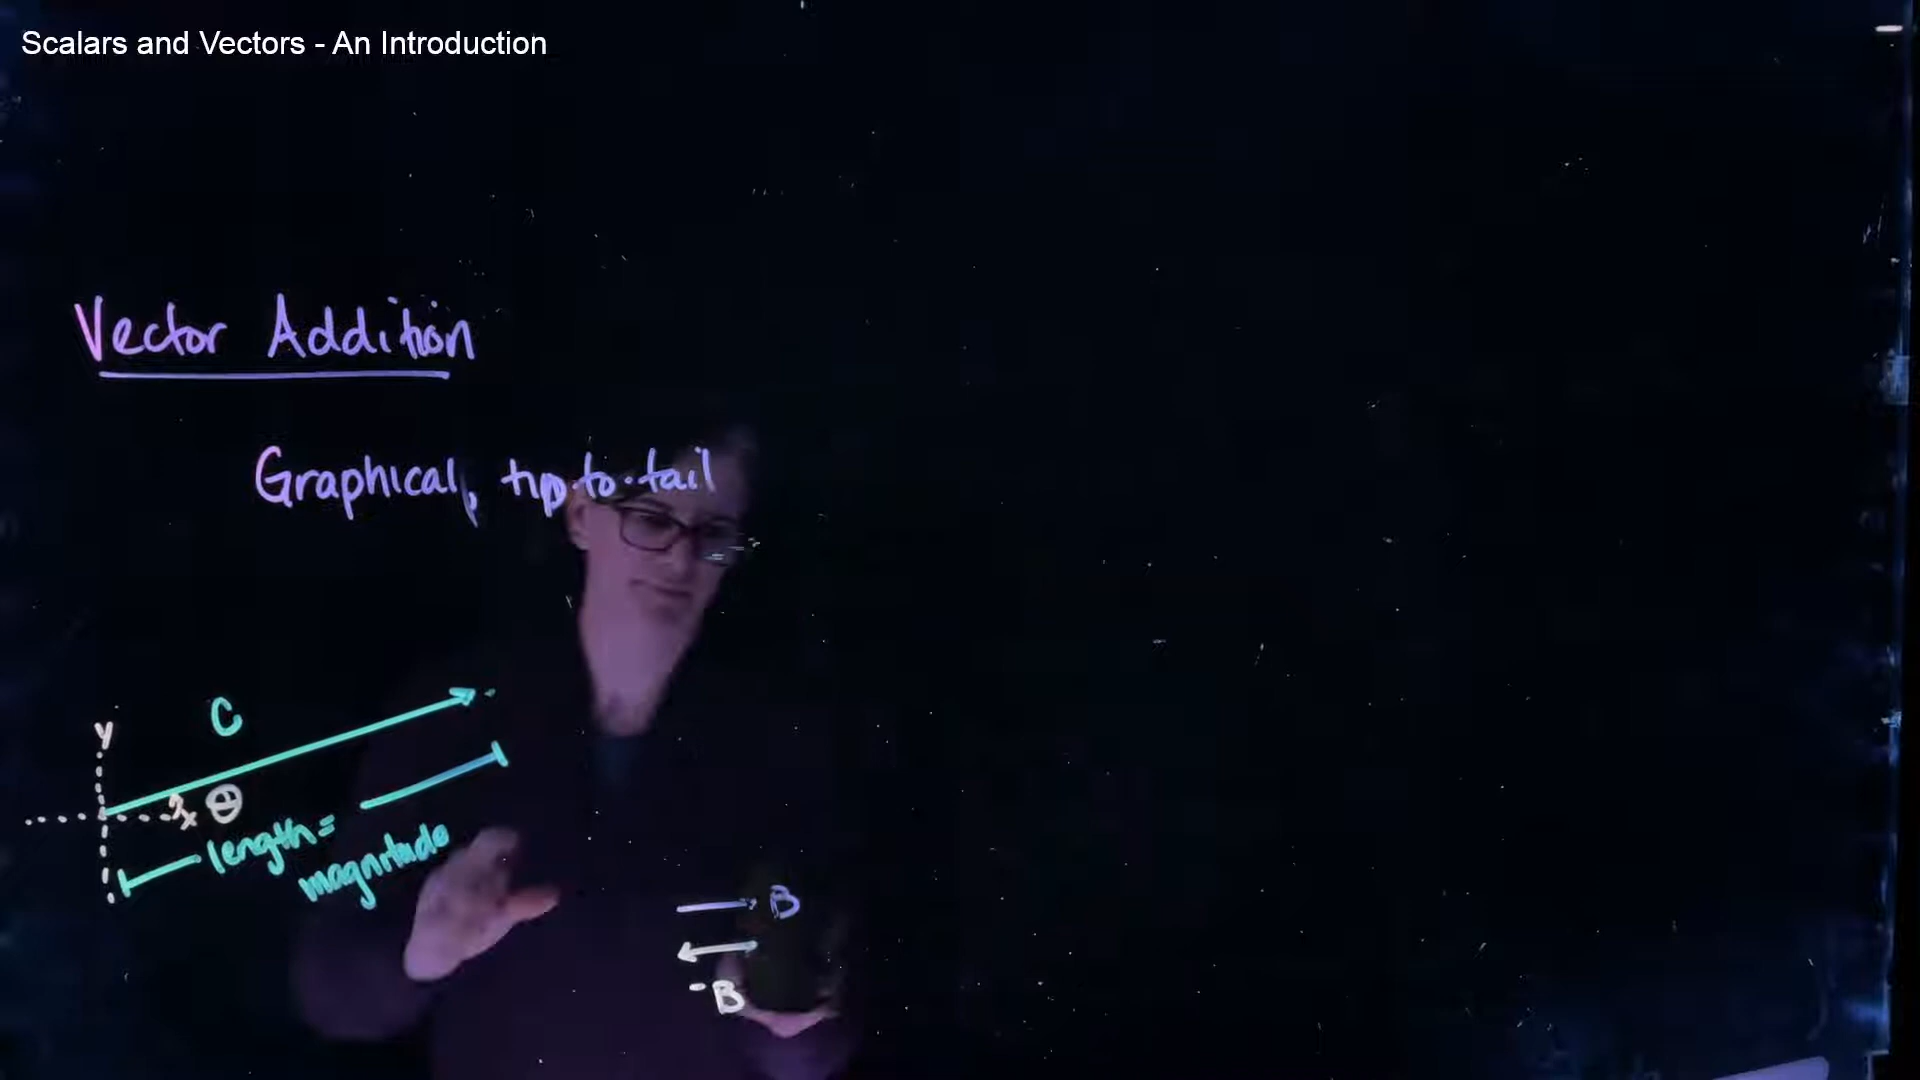 Scalars and Vectors - An Introduction
Vector Addition
Graphical, tip-to-tail
C
y
x
θ
length =
magnitude
B
-B